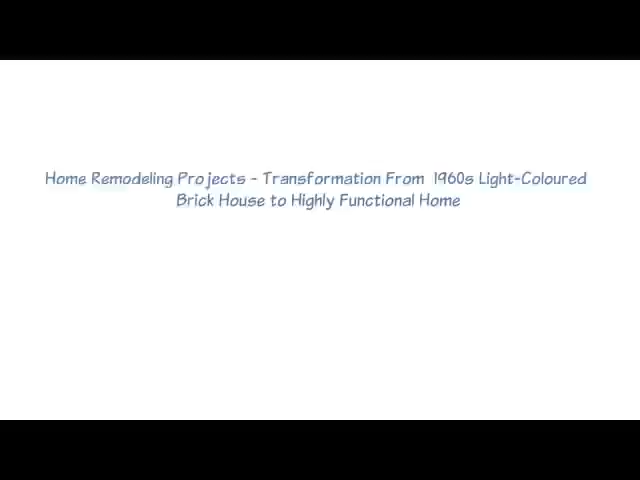 Home Remodeling Projects - Transformation From 1960s Light-Coloured
Brick House to Highly Functional Home